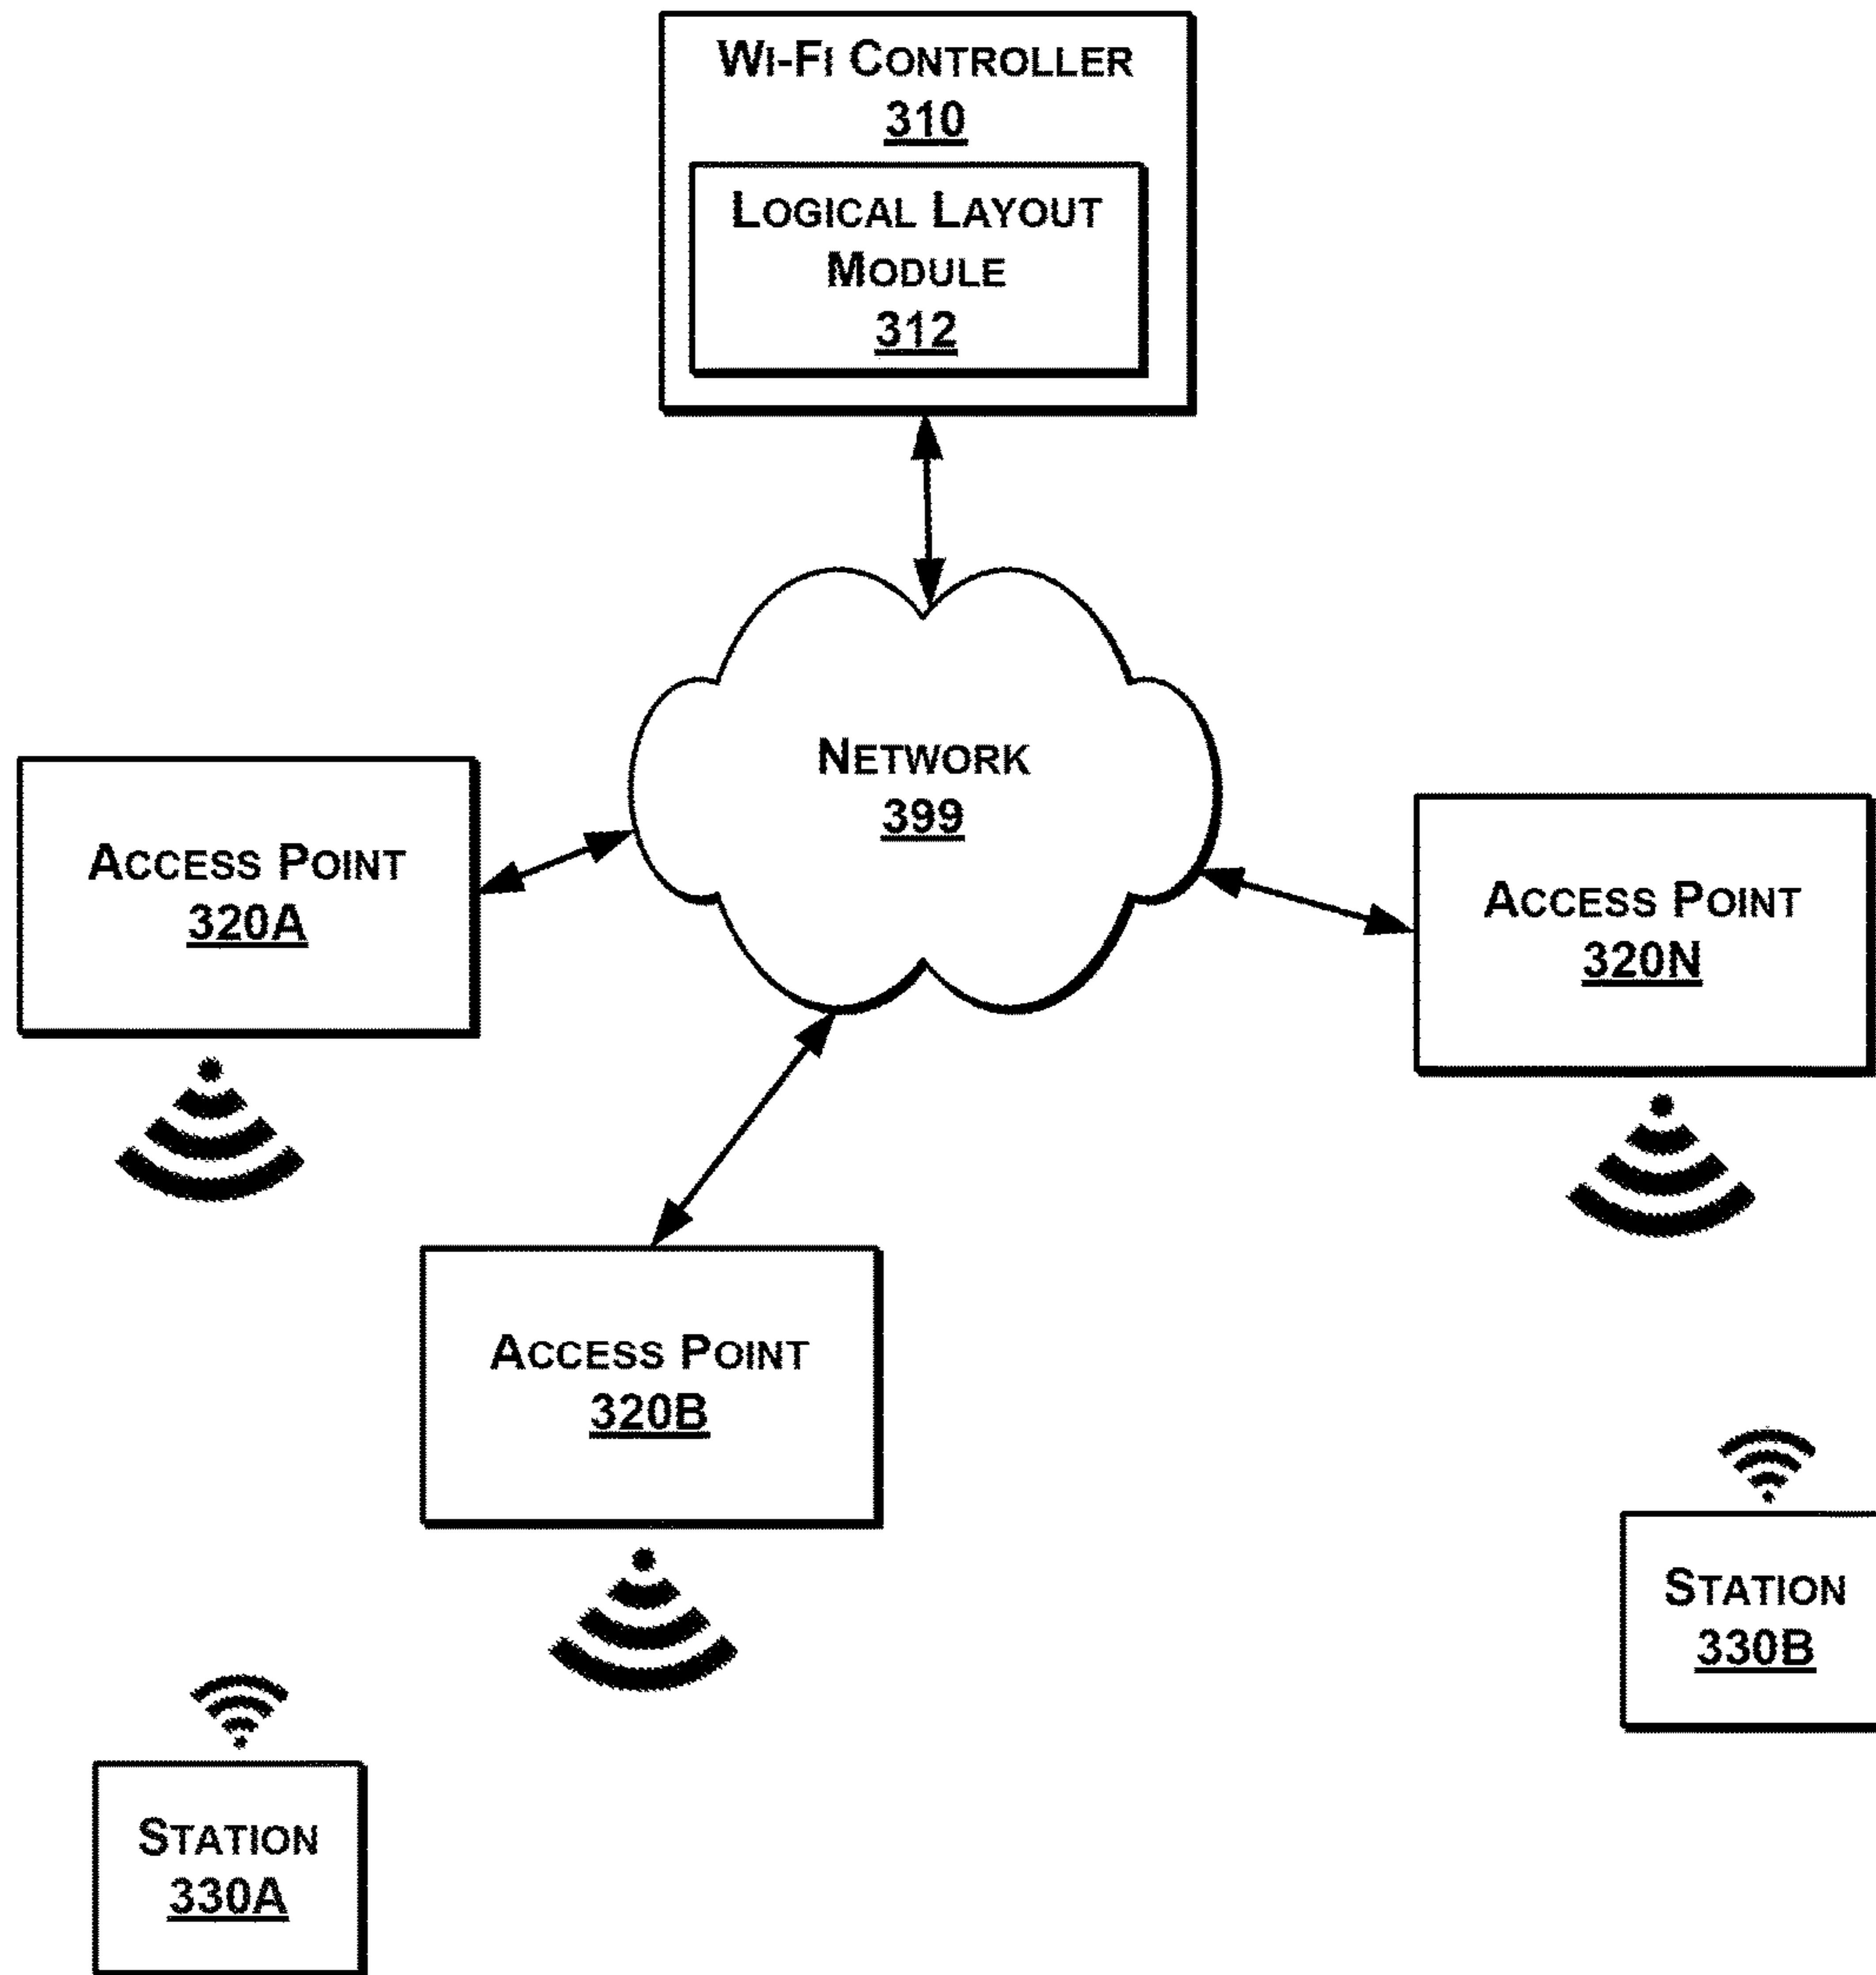 WI-FI CONTROLLER
310
LOGICAL LAYOUT
MODULE
312
NETWORK
399
ACCESS POINT
320A
ACCESS POINT
320N
ACCESS POINT
320B
STATION
330B
STATION
330A